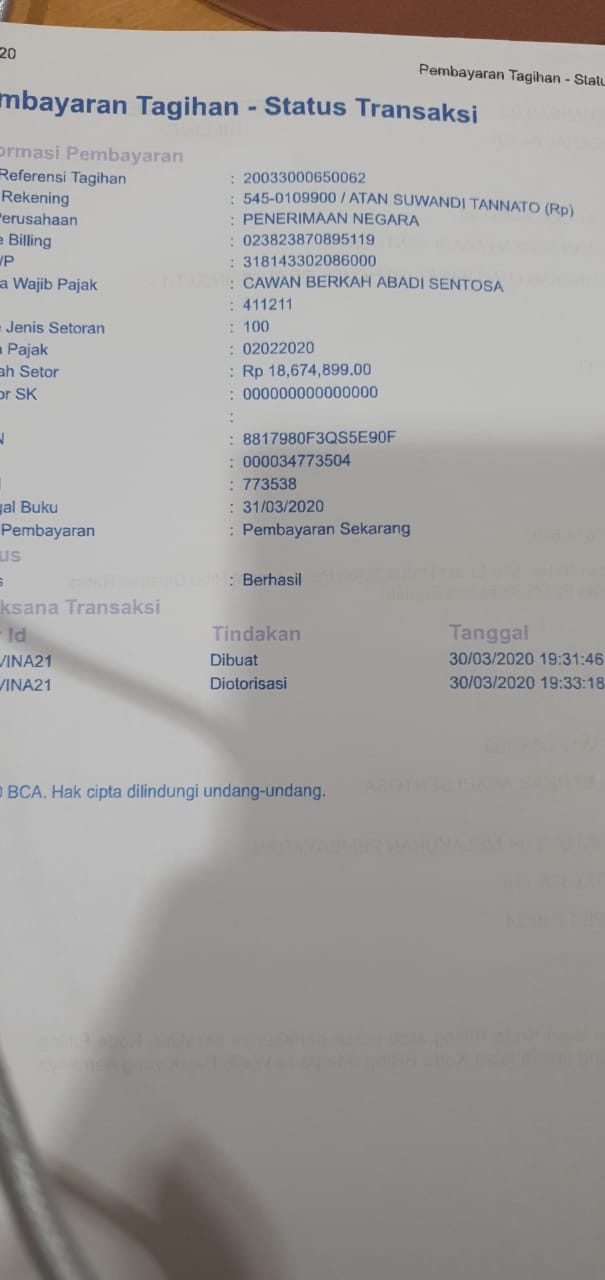 20
Pembayaran Tagihan - Statu
mbayaran Tagihan - Status Transaksi
ormasi Pembayaran
Referensi Tagihan : 20033000650062
Rekening : 545-0109900 / ATAN SUWANDI TANNATO (Rp)
erusahaan : PENERIMAAN NEGARA
e Billing : 023823870895119
VP : 318143302086000
a Wajib Pajak : CAWAN BERKAH ABADI SENTOSA
: 411211
e Jenis Setoran : 100
a Pajak : 02022020
ah Setor : Rp 18,674,899.00
or SK : 000000000000000
:
N : 8817980F3QS5E90F
: 000034773504
: 773538
gal Buku : 31/03/2020
Pembayaran : Pembayaran Sekarang
us
s : Berhasil
ksana Transaksi
r Id Tindakan Tanggal
VINA21 Dibuat 30/03/2020 19:31:46
VINA21 Diotorisasi 30/03/2020 19:33:18
0 BCA. Hak cipta dilindungi undang-undang.